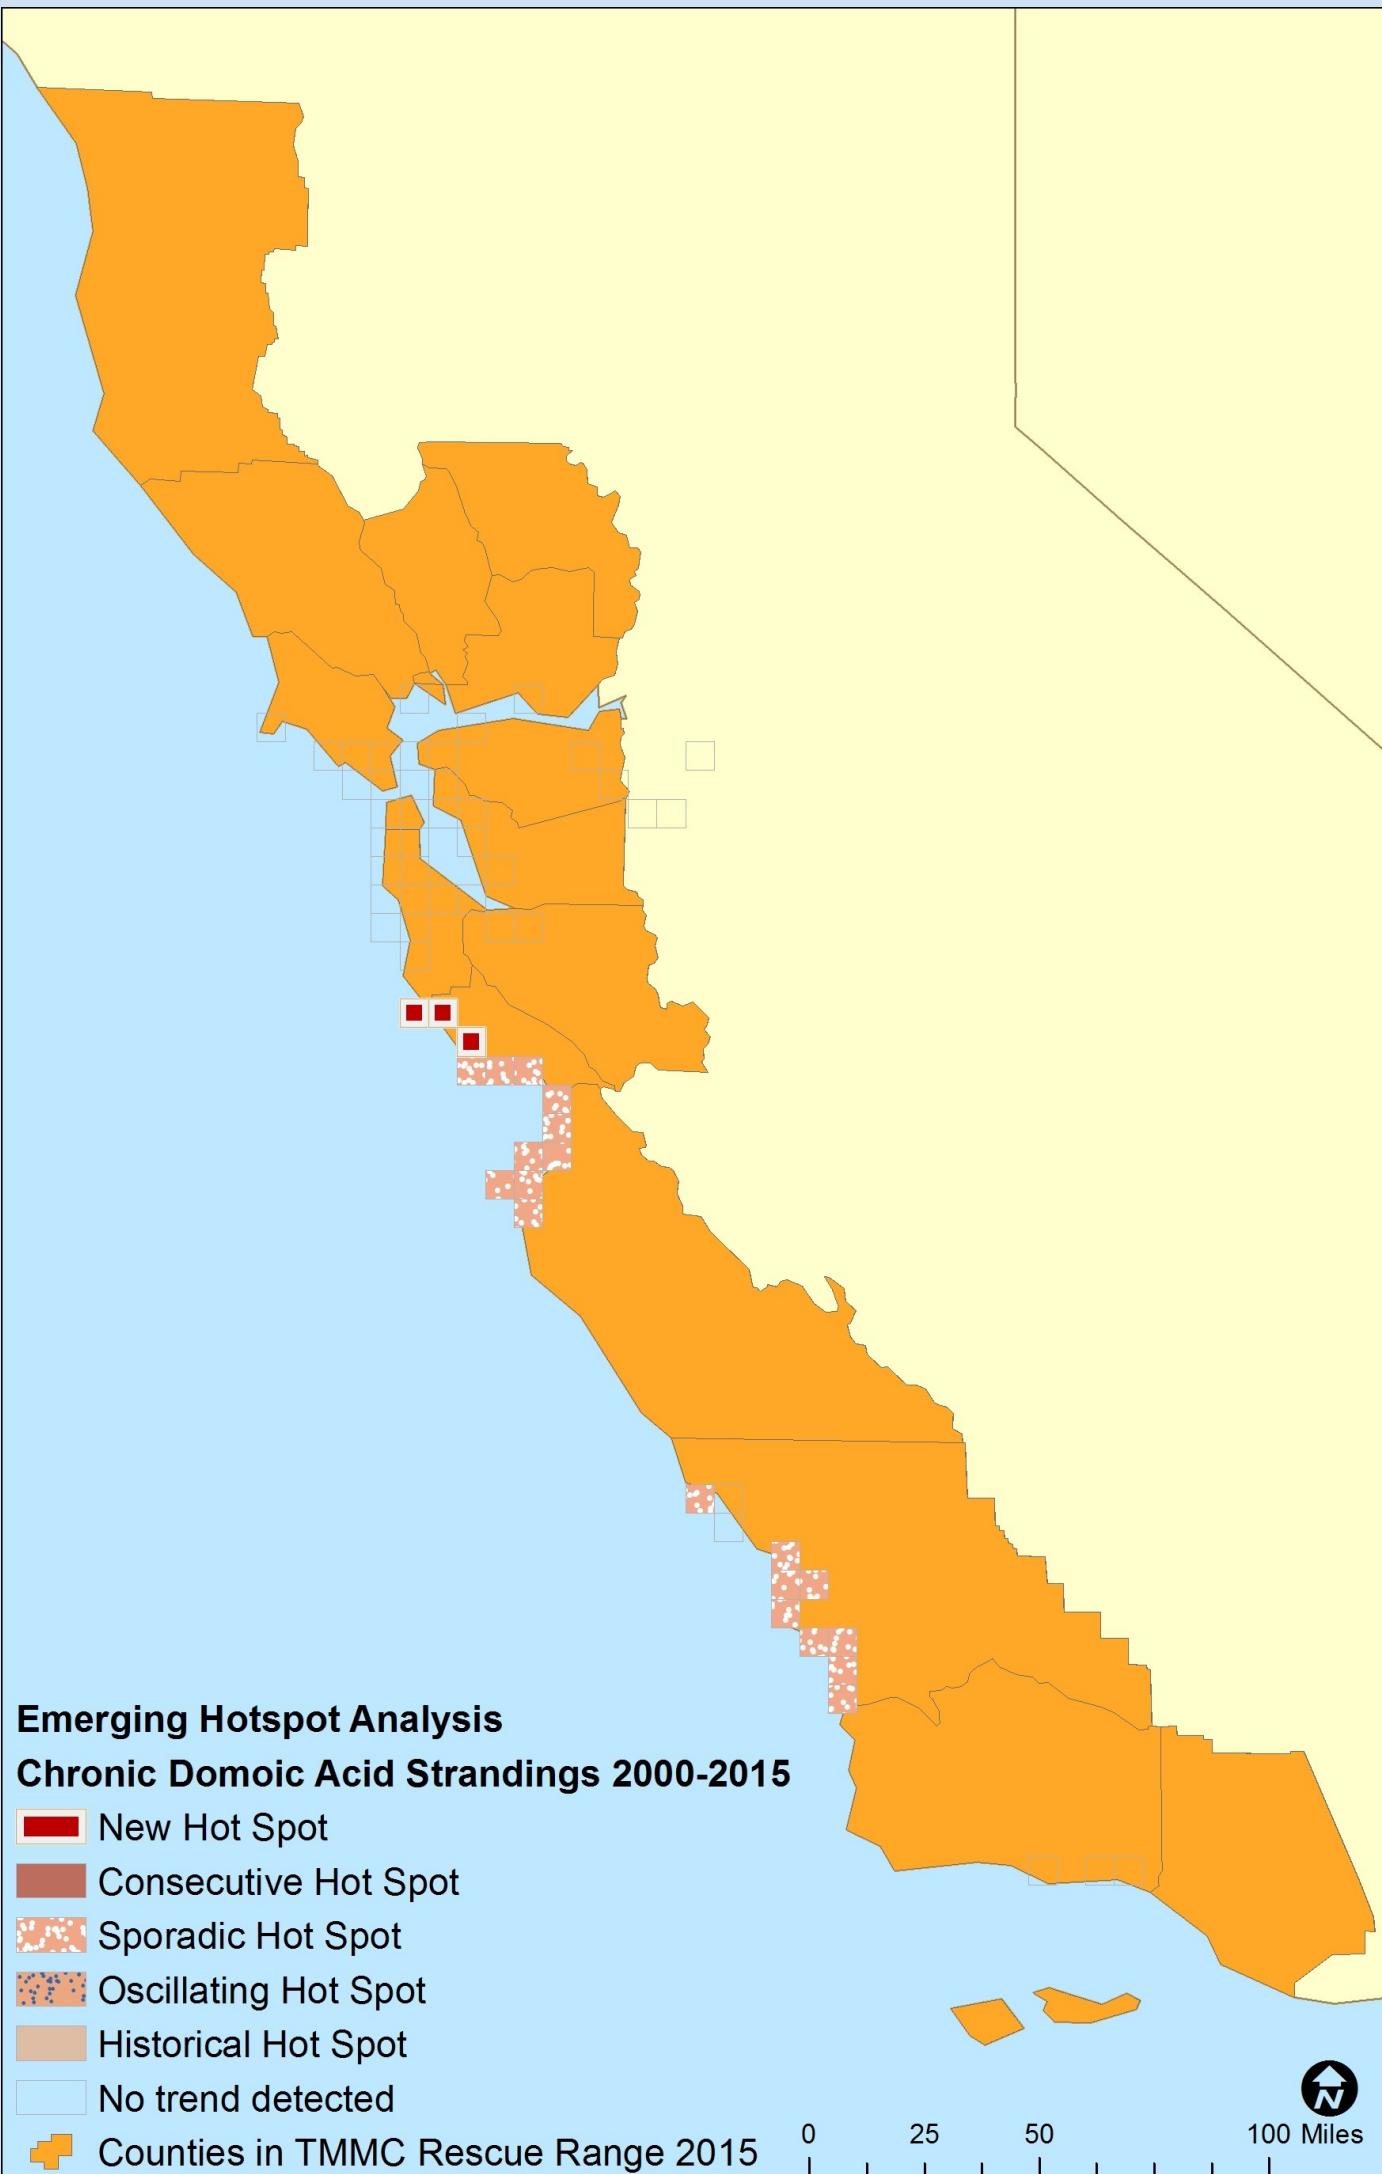 Emerging Hotspot Analysis
Chronic Domoic Acid Strandings 2000-2015
New Hot Spot
Consecutive Hot Spot
Sporadic Hot Spot
Oscillating Hot Spot
Historical Hot Spot
No trend detected
Counties in TMMC Rescue Range 2015
N
0 25 50 100 Miles